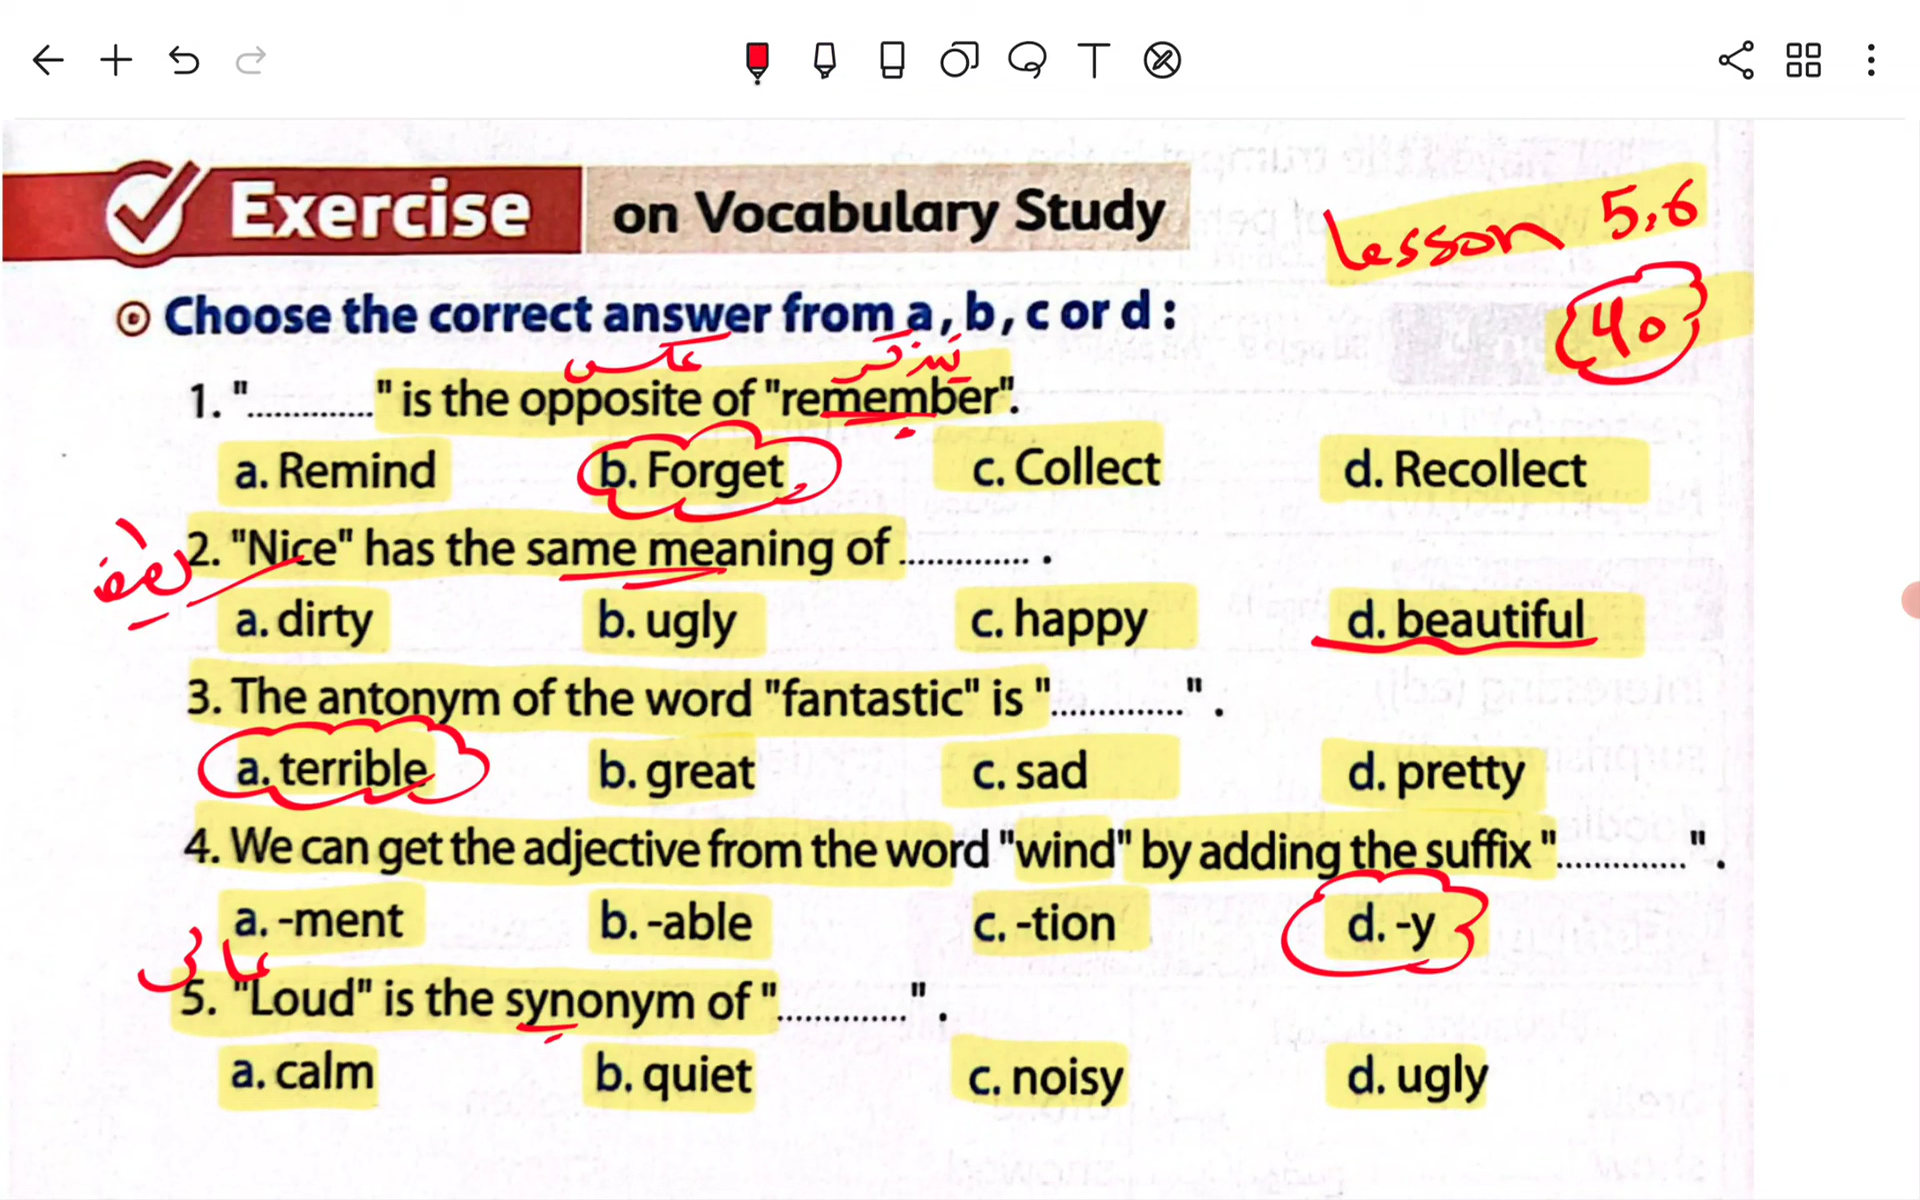 Exercise on Vocabulary Study
lesson 5,6
Choose the correct answer from a, b, c or d :
40
عكس يتذكر
1. ".............." is the opposite of "remember".
a. Remind b. Forget c. Collect d. Recollect
2. "Nice" has the same meaning of .............. .
a. dirty b. ugly c. happy d. beautiful
3. The antonym of the word "fantastic" is ".............." .
a. terrible b. great c. sad d. pretty
4. We can get the adjective from the word "wind" by adding the suffix ".............." .
a. -ment b. -able c. -tion d. -y
5. "Loud" is the synonym of ".............." .
a. calm b. quiet c. noisy d. ugly